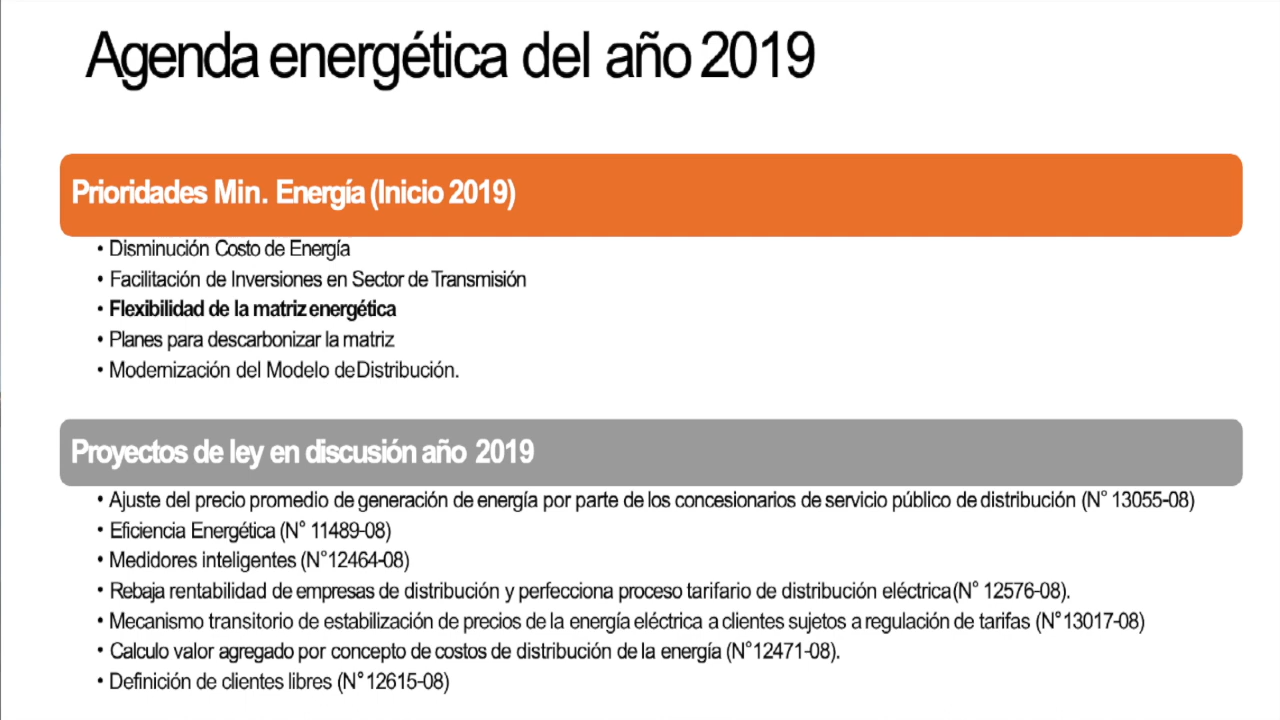 Agenda energética del año 2019
Prioridades Min. Energía (Inicio 2019)
• Disminución Costo de Energía
• Facilitación de Inversiones en Sector de Transmisión
• Flexibilidad de la matriz energética
• Planes para descarbonizar la matriz
• Modernización del Modelo de Distribución.
Proyectos de ley en discusión año 2019
• Ajuste del precio promedio de generación de energía por parte de los concesionarios de servicio público de distribución (N° 13055-08)
• Eficiencia Energética (N° 11489-08)
• Medidores inteligentes (N°12464-08)
• Rebaja rentabilidad de empresas de distribución y perfecciona proceso tarifario de distribución eléctrica(N° 12576-08).
• Mecanismo transitorio de estabilización de precios de la energía eléctrica a clientes sujetos a regulación de tarifas (N°13017-08)
• Calculo valor agregado por concepto de costos de distribución de la energía (N°12471-08).
• Definición de clientes libres (N°12615-08)